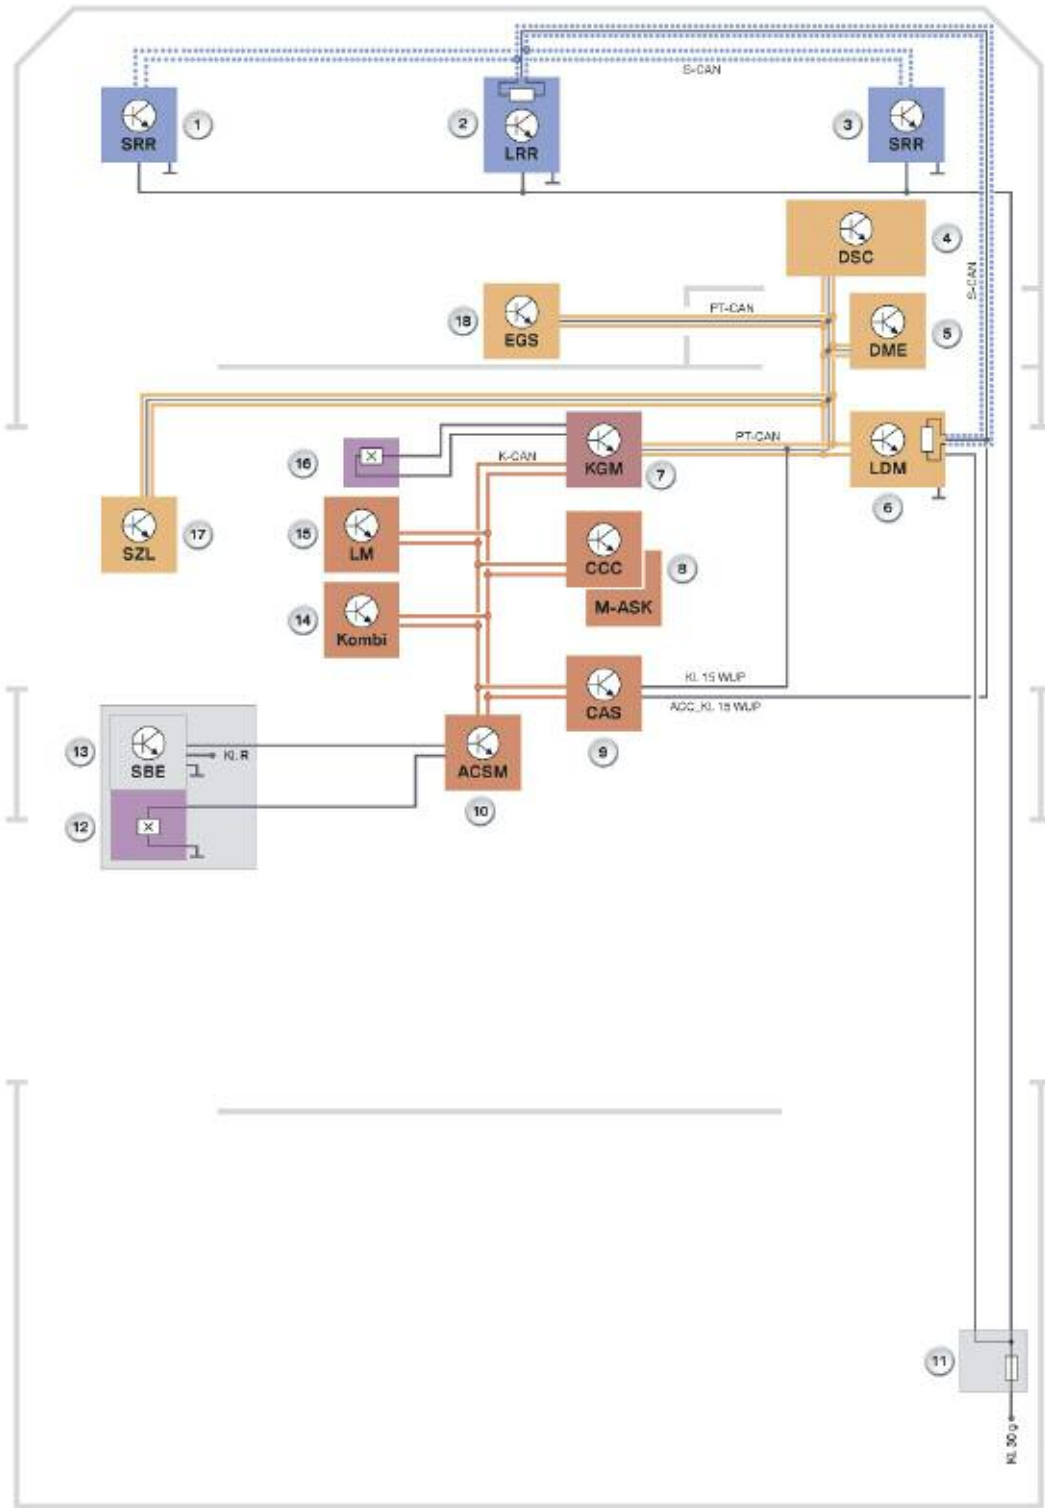 S-CAN
SRR
1
2
LRR
3
SRR
DSC
4
S-CAN
18
EGS
PT-CAN
DME
5
16
K-CAN
KGM
7
PT-CAN
LDM
6
SZL
17
15
LM
CCC
M-ASK
8
14
Kombi
CAS
9
Kl. 15 WUP
ACC_Kl. 15 WUP
13
SBE
Kl. R
ACSM
10
12
11
Kl. 30 g